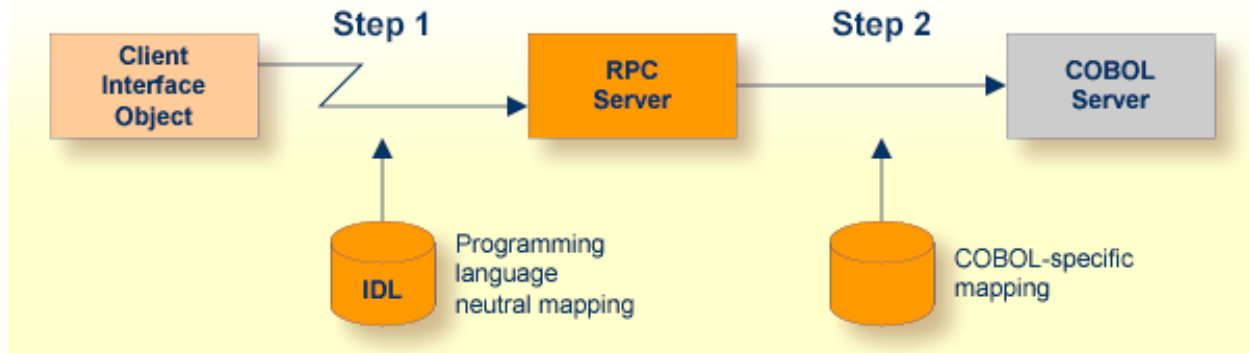 Step 1
Step 2
Client
Interface
Object
RPC
Server
COBOL
Server
IDL
Programming
language
neutral mapping
COBOL-specific
mapping